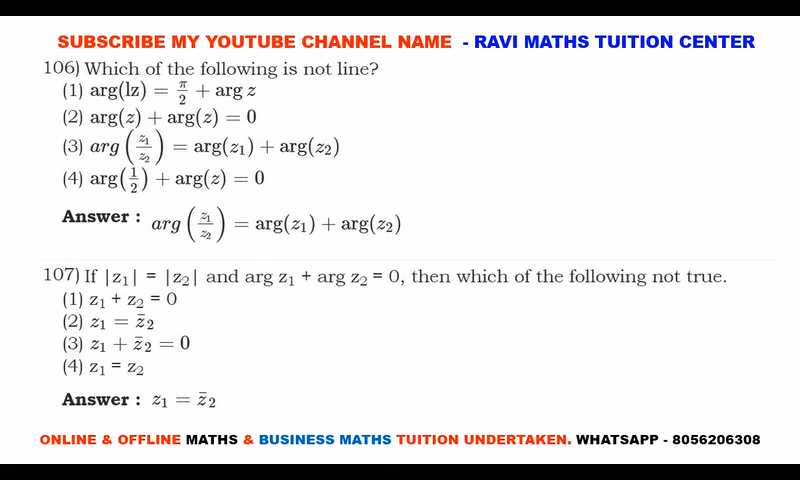 SUBSCRIBE MY YOUTUBE CHANNEL NAME - RAVI MATHS TUITION CENTER
106) Which of the following is not line?
(1) arg(lz) = π/2 + arg z
(2) arg(z) + arg(z) = 0
(3) arg (z₁/z₂) = arg(z₁) + arg(z₂)
(4) arg(1/2) + arg(z) = 0
Answer : arg (z₁/z₂) = arg(z₁) + arg(z₂)
107) If |z₁| = |z₂| and arg z₁ + arg z₂ = 0, then which of the following not true.
(1) z₁ + z₂ = 0
(2) z₁ = z̄₂
(3) z₁ + z̄₂ = 0
(4) z₁ = z₂
Answer : z₁ = z̄₂
ONLINE & OFFLINE MATHS & BUSINESS MATHS TUITION UNDERTAKEN. WHATSAPP - 8056206308